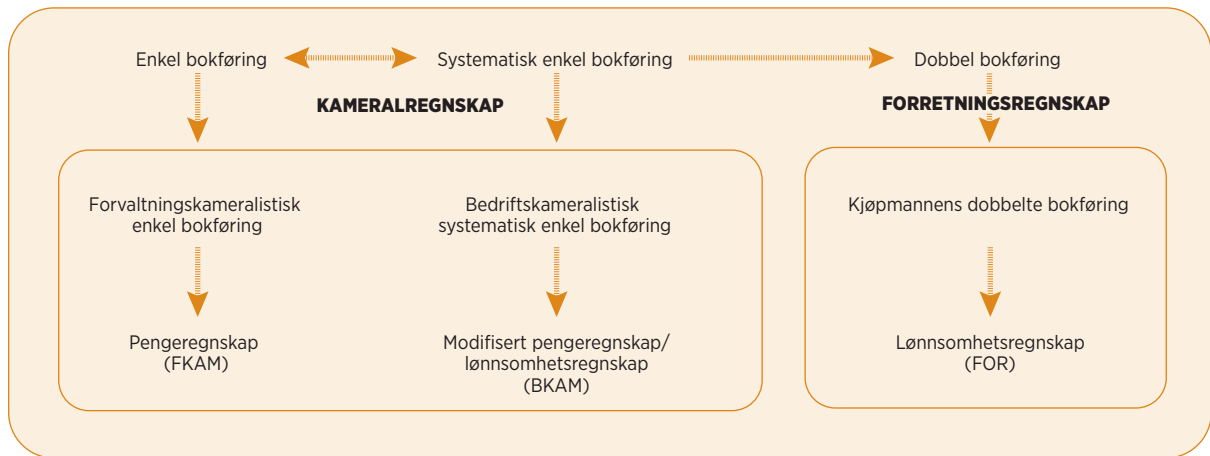 Enkel bokføring
Systematisk enkel bokføring
Dobbel bokføring
KAMERALREGNSKAP
FORRETNINGSREGNSKAP
Forvaltningskameralistisk
enkel bokføring
Bedriftskameralistisk
systematisk enkel bokføring
Kjøpmannens dobbelte bokføring
Pengeregnskap
(FKAM)
Modifisert pengeregnskap/
lønnsomhetsregnskap
(BKAM)
Lønnsomhetsregnskap
(FOR)